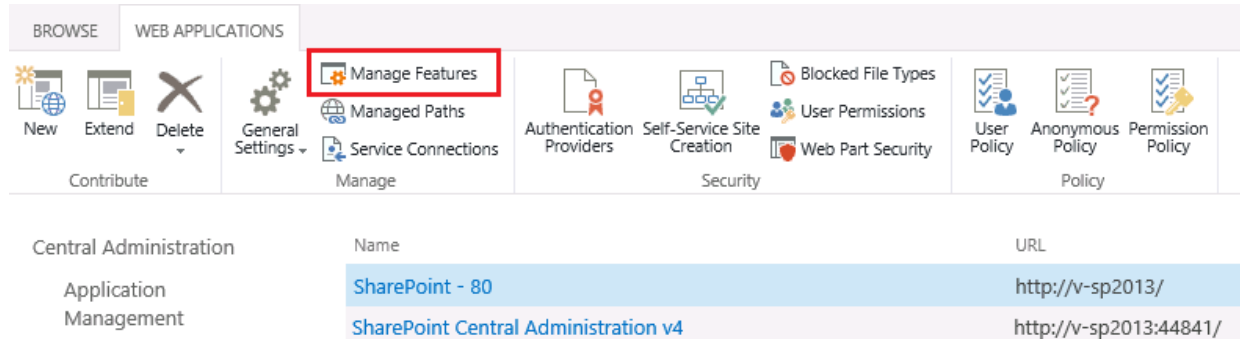 BROWSE WEB APPLICATIONS
New Extend Delete
General Settings
Manage Features
Managed Paths
Service Connections
Authentication Providers
Self-Service Site Creation
Blocked File Types
User Permissions
Web Part Security
User Policy
Anonymous Policy
Permission Policy
Contribute Manage Security Policy
Central Administration
Application
Management
Name URL
SharePoint - 80 http://v-sp2013/
SharePoint Central Administration v4 http://v-sp2013:44841/